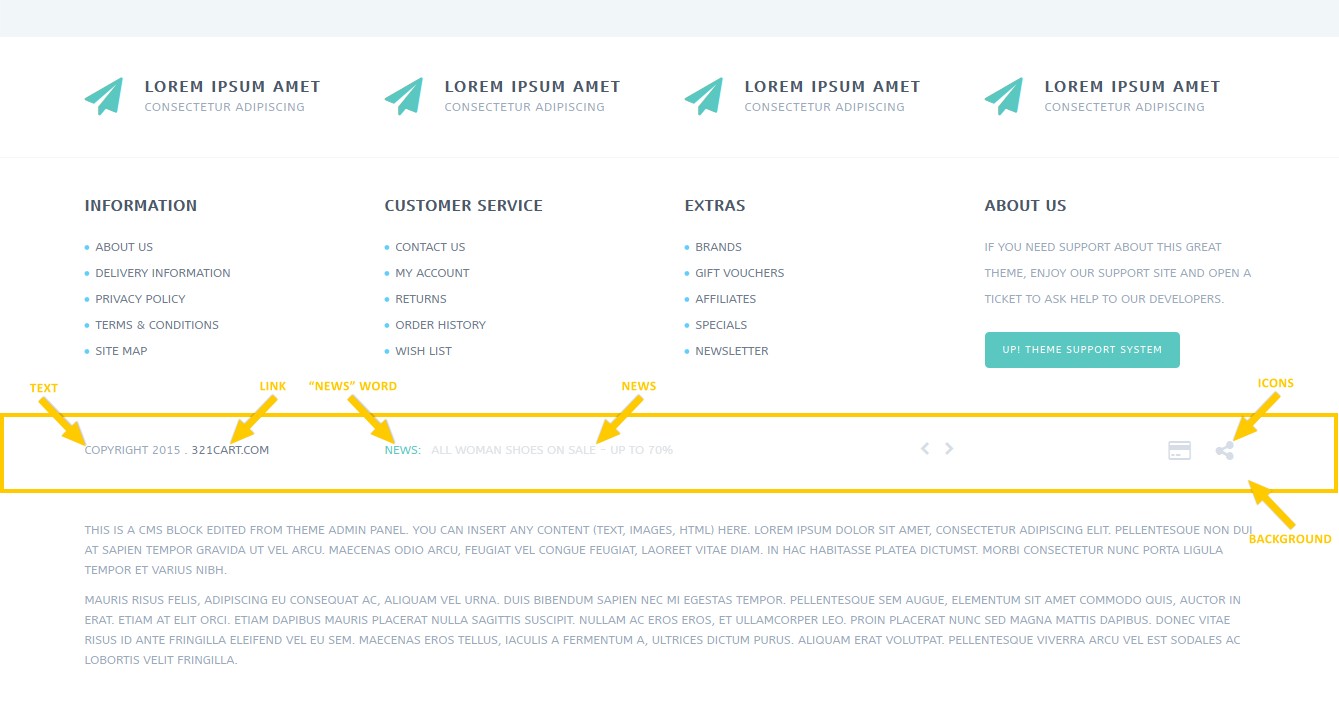 LOREM IPSUM AMET
CONSECTETUR ADIPISCING
LOREM IPSUM AMET
CONSECTETUR ADIPISCING
LOREM IPSUM AMET
CONSECTETUR ADIPISCING
LOREM IPSUM AMET
CONSECTETUR ADIPISCING
INFORMATION
ABOUT US
DELIVERY INFORMATION
PRIVACY POLICY
TERMS & CONDITIONS
SITE MAP
CUSTOMER SERVICE
CONTACT US
MY ACCOUNT
RETURNS
ORDER HISTORY
WISH LIST
EXTRAS
BRANDS
GIFT VOUCHERS
AFFILIATES
SPECIALS
NEWSLETTER
ABOUT US
IF YOU NEED SUPPORT ABOUT THIS GREAT
THEME, ENJOY OUR SUPPORT SITE AND OPEN A
TICKET TO ASK HELP TO OUR DEVELOPERS.
UP! THEME SUPPORT SYSTEM
TEXT
LINK
“NEWS” WORD
NEWS
ICONS
COPYRIGHT 2015 . 321CART.COM
NEWS: ALL WOMAN SHOES ON SALE - UP TO 70%
BACKGROUND
THIS IS A CMS BLOCK EDITED FROM THEME ADMIN PANEL. YOU CAN INSERT ANY CONTENT (TEXT, IMAGES, HTML) HERE. LOREM IPSUM DOLOR SIT AMET, CONSECTETUR ADIPISCING ELIT. PELLENTESQUE NON DUI
AT SAPIEN TEMPOR GRAVIDA UT VEL ARCU. MAECENAS ODIO ARCU, FEUGIAT VEL CONGUE FEUGIAT, LAOREET VITAE DIAM. IN HAC HABITASSE PLATEA DICTUMST. MORBI CONSECTETUR NUNC PORTA LIGULA
TEMPOR ET VARIUS NIBH.
MAURIS RISUS FELIS, ADIPISCING EU CONSEQUAT AC, ALIQUAM VEL URNA. DUIS BIBENDUM SAPIEN NEC MI EGESTAS TEMPOR. PELLENTESQUE SEM AUGUE, ELEMENTUM SIT AMET COMMODO QUIS, AUCTOR IN
ERAT. ETIAM AT ELIT ORCI. ETIAM DAPIBUS MAURIS PLACERAT NULLA SAGITTIS SUSCIPIT. NULLAM AC EROS EROS, ET ULLAMCORPER LEO. PROIN PLACERAT NUNC SED MAGNA MATTIS DAPIBUS. DONEC VITAE
RISUS ID ANTE FRINGILLA ELEIFEND VEL EU SEM. MAECENAS EROS TELLUS, IACULIS A FERMENTUM A, ULTRICES DICTUM PURUS. ALIQUAM ERAT VOLUTPAT. PELLENTESQUE VIVERRA ARCU VEL EST SODALES AC
LOBORTIS VELIT FRINGILLA.